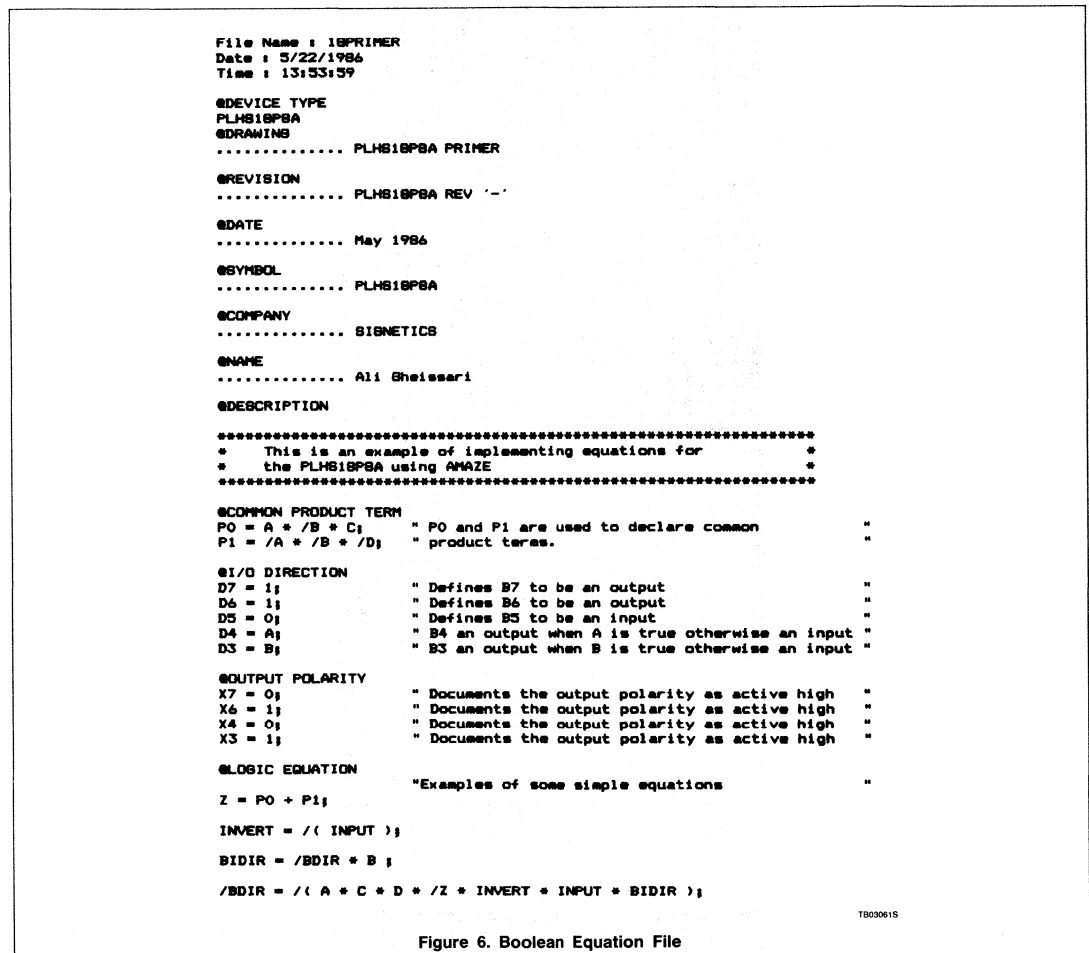 File Name : 18PRIMER
Date : 5/22/1986
Time : 13:53:59
@DEVICE TYPE
PLHS18P8A
@DRAWING
.............. PLHS18P8A PRIMER
@REVISION
.............. PLHS18P8A REV '-'
@DATE
.............. May 1986
@SYMBOL
.............. PLHS18P8A
@COMPANY
.............. SIGNETICS
@NAME
.............. Ali Gheissari
@DESCRIPTION
*****************************************************************
* This is an example of implementing equations for *
* the PLHS18P8A using AMAZE *
*****************************************************************
@COMMON PRODUCT TERM
P0 = A * /B * C; " P0 and P1 are used to declare common "
P1 = /A * /B * /D; " product terms. "
@I/O DIRECTION
D7 = 1; " Defines B7 to be an output "
D6 = 1; " Defines B6 to be an output "
D5 = 0; " Defines B5 to be an input "
D4 = A; " B4 an output when A is true otherwise an input "
D3 = B; " B3 an output when B is true otherwise an input "
@OUTPUT POLARITY
X7 = 0; " Documents the output polarity as active high "
X6 = 1; " Documents the output polarity as active high "
X4 = 0; " Documents the output polarity as active high "
X3 = 1; " Documents the output polarity as active high "
@LOGIC EQUATION
"Examples of some simple equations "
Z = P0 + P1;
INVERT = /( INPUT );
BIDIR = /BDIR * B ;
/BDIR = /( A * C * D * /Z * INVERT * INPUT * BIDIR );
TB03061S
Figure 6. Boolean Equation File